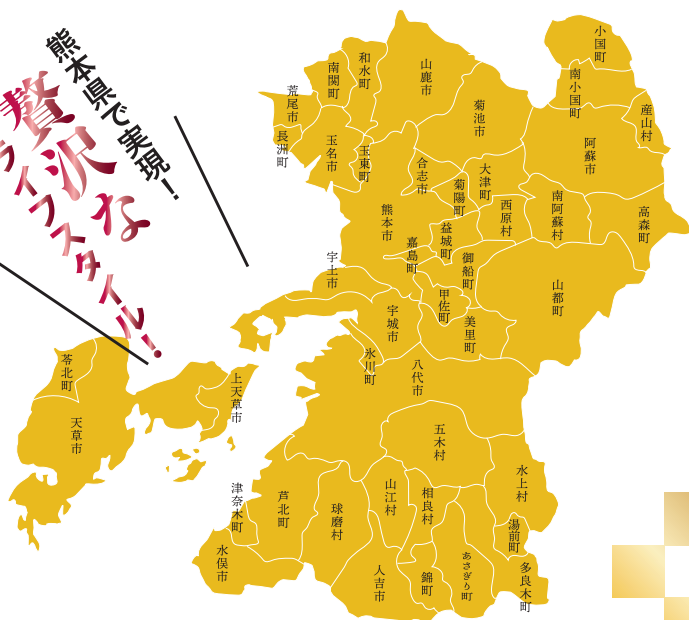 熊本県で実現！
贅沢な
ライフスタイル！
小国町
南小国町
産山村
阿蘇市
高森町
南阿蘇村
山鹿市
菊池市
和水町
南関町
荒尾市
長洲町
玉名市
玉東町
合志市
菊陽町
大津町
西原村
熊本市
益城町
嘉島町
御船町
甲佐町
山都町
美里町
宇土市
宇城市
氷川町
八代市
上天草市
苓北町
天草市
五木村
水上村
湯前町
多良木町
あさぎり町
相良村
山江村
錦町
人吉市
球磨村
芦北町
津奈木町
水俣市